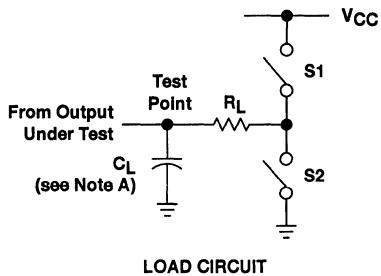 VCC
S1
Test
Point
RL
From Output
Under Test
CL
(see Note A)
S2
LOAD CIRCUIT